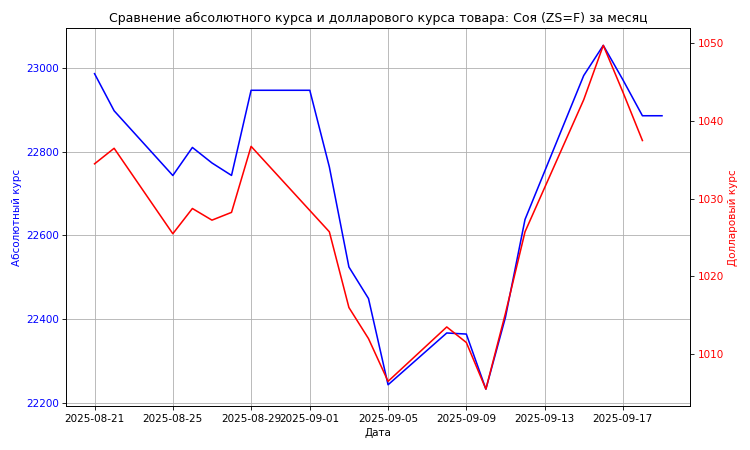 Сравнение абсолютного курса и долларового курса товара: Соя (ZS=F) за месяц
23000
22800
22600
22400
22200
Абсолютный курс
1050
1040
1030
1020
1010
Долларовый курс
2025-08-21 2025-08-25 2025-08-29 2025-09-01 2025-09-05 2025-09-09 2025-09-13 2025-09-17
Дата